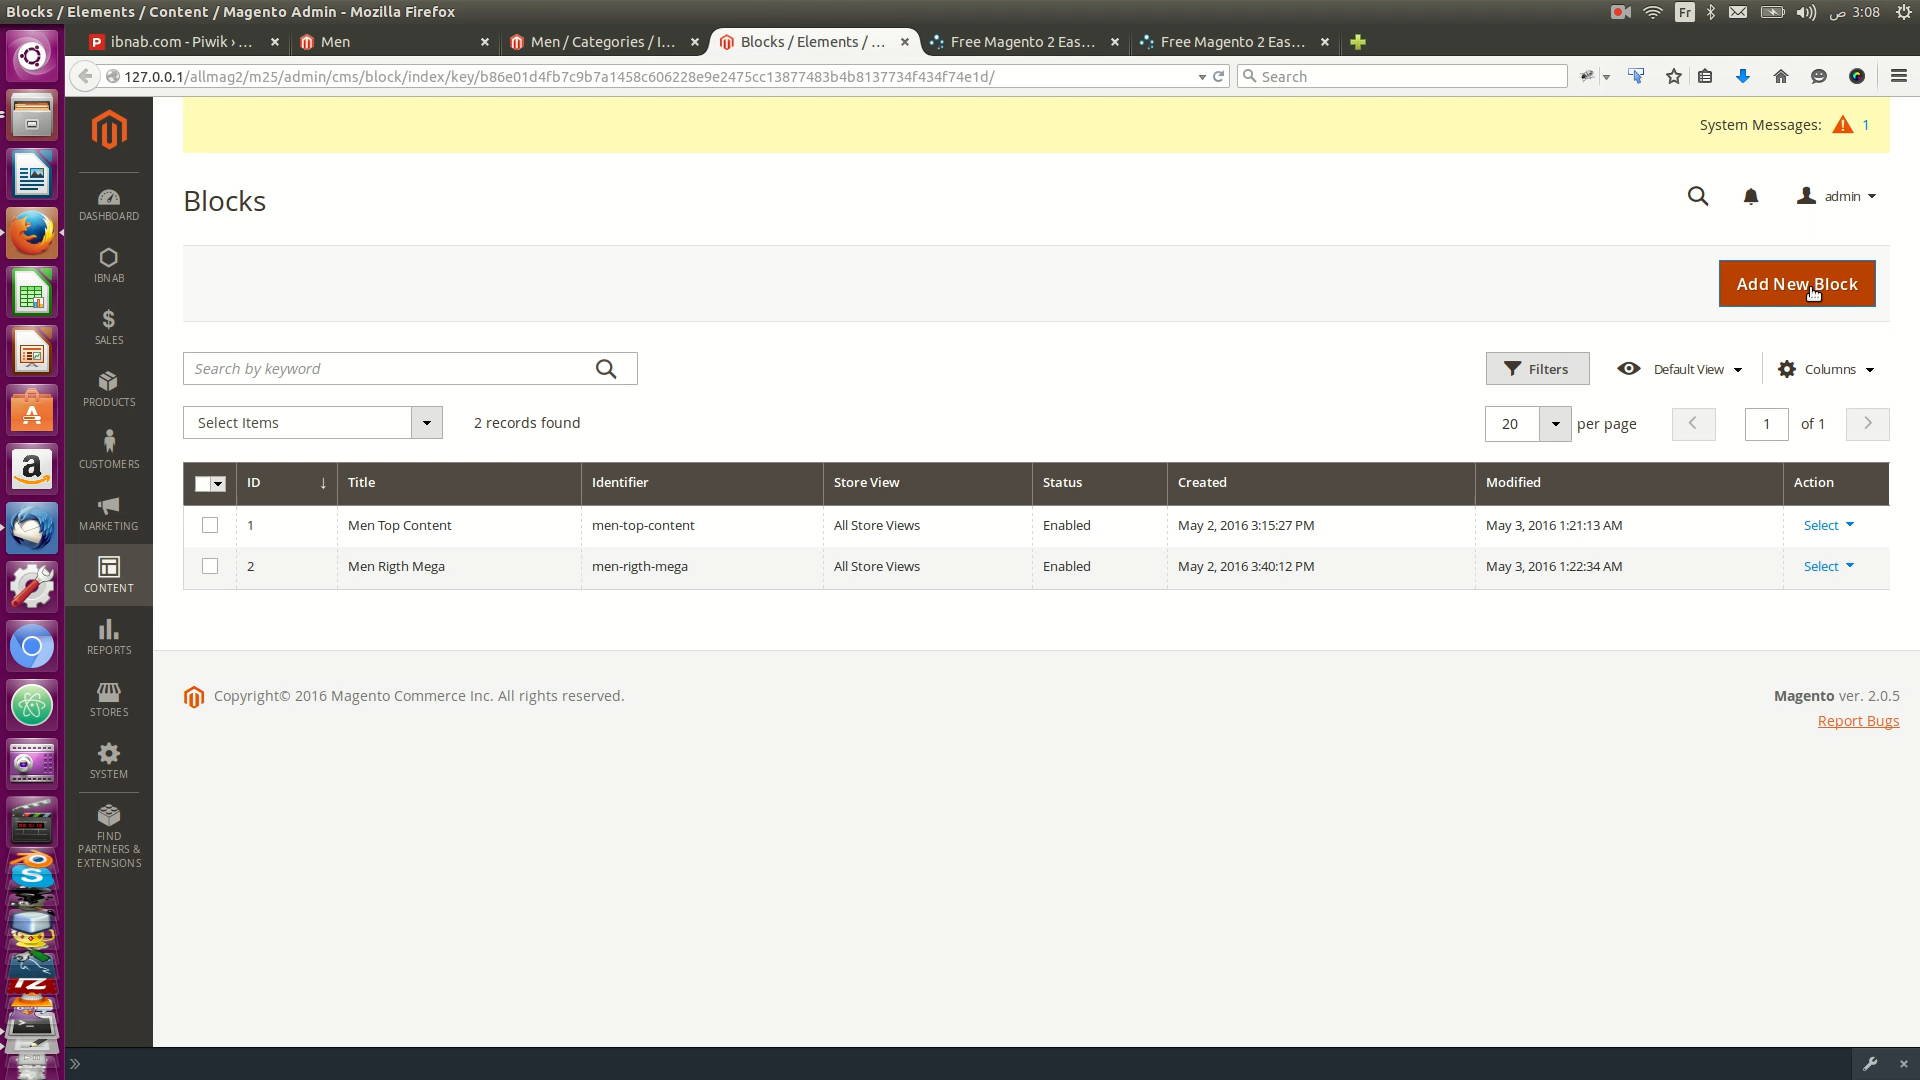 Blocks / Elements / Content / Magento Admin - Mozilla Firefox
Fr
ص 3:08
P ibnab.com - Piwik › ...
Men
Men / Categories / I...
Blocks / Elements / ...
Free Magento 2 Eas...
Free Magento 2 Eas...
127.0.0.1/allmag2/m25/admin/cms/block/index/key/b86e01d4fb7c9b7a1458c606228e9e2475cc13877483b4b8137734f434f74e1d/
Search
System Messages: 1
Blocks
admin
Add New Block
Search by keyword
Filters
Default View
Columns
Select Items
2 records found
20
per page
1
of 1
ID ↓ Title Identifier Store View Status Created Modified Action
1 Men Top Content men-top-content All Store Views Enabled May 2, 2016 3:15:27 PM May 3, 2016 1:21:13 AM Select
2 Men Rigth Mega men-rigth-mega All Store Views Enabled May 2, 2016 3:40:12 PM May 3, 2016 1:22:34 AM Select
DASHBOARD
IBNAB
$
SALES
PRODUCTS
CUSTOMERS
MARKETING
CONTENT
REPORTS
STORES
SYSTEM
FIND
PARTNERS &
EXTENSIONS
Copyright© 2016 Magento Commerce Inc. All rights reserved.
Magento ver. 2.0.5
Report Bugs